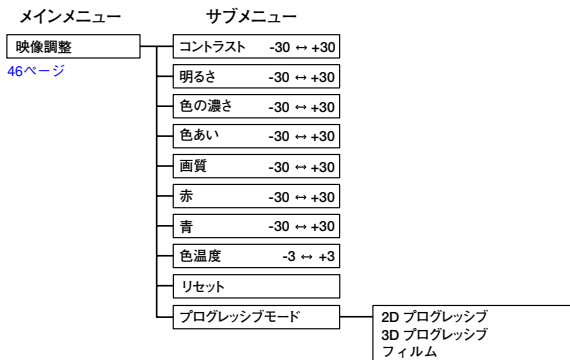 メインメニュー サブメニュー
映像調整 コントラスト -30 ↔ +30
46ページ
明るさ -30 ↔ +30
色の濃さ -30 ↔ +30
色あい -30 ↔ +30
画質 -30 ↔ +30
赤 -30 ↔ +30
青 -30 ↔ +30
色温度 -3 ↔ +3
リセット
プログレッシブモード 2D プログレッシブ
3D プログレッシブ
フィルム